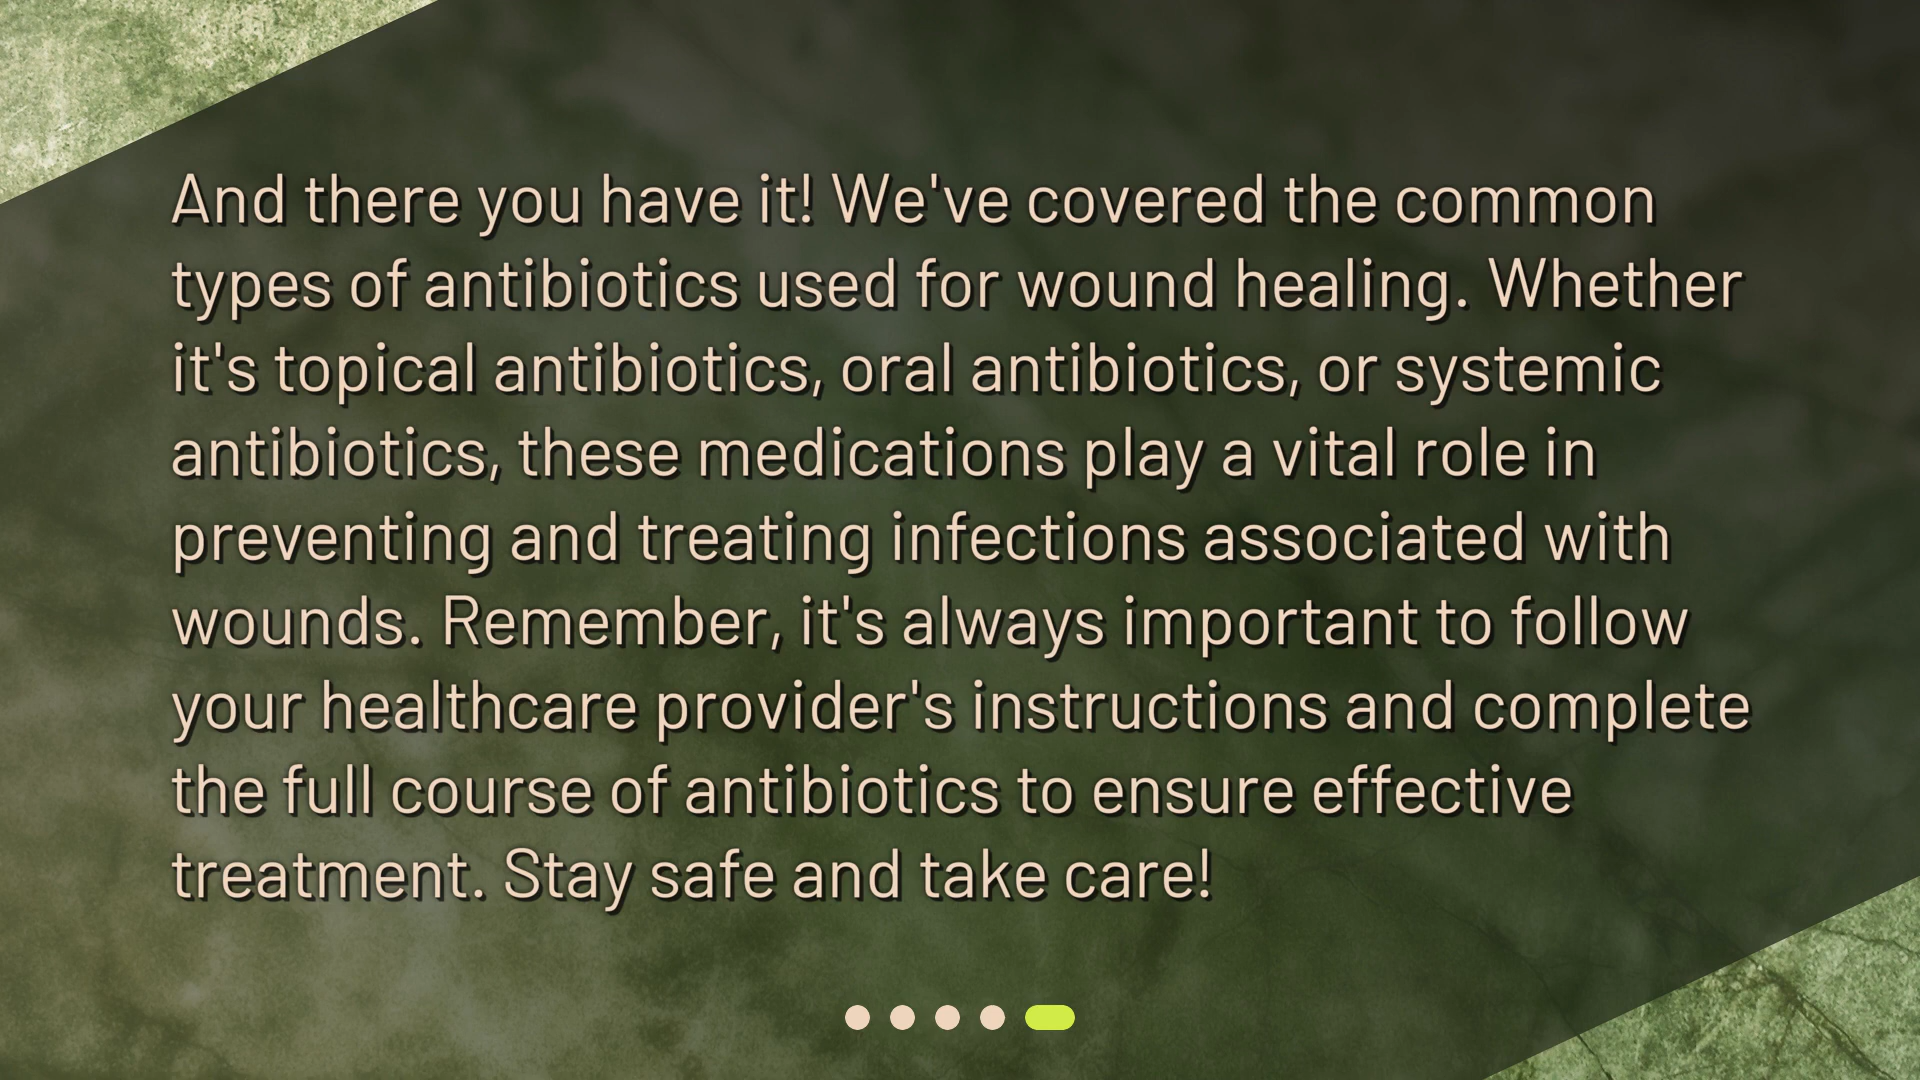 And there you have it! We've covered the common
types of antibiotics used for wound healing. Whether
it's topical antibiotics, oral antibiotics, or systemic
antibiotics, these medications play a vital role in
preventing and treating infections associated with
wounds. Remember, it's always important to follow
your healthcare provider's instructions and complete
the full course of antibiotics to ensure effective
treatment. Stay safe and take care!